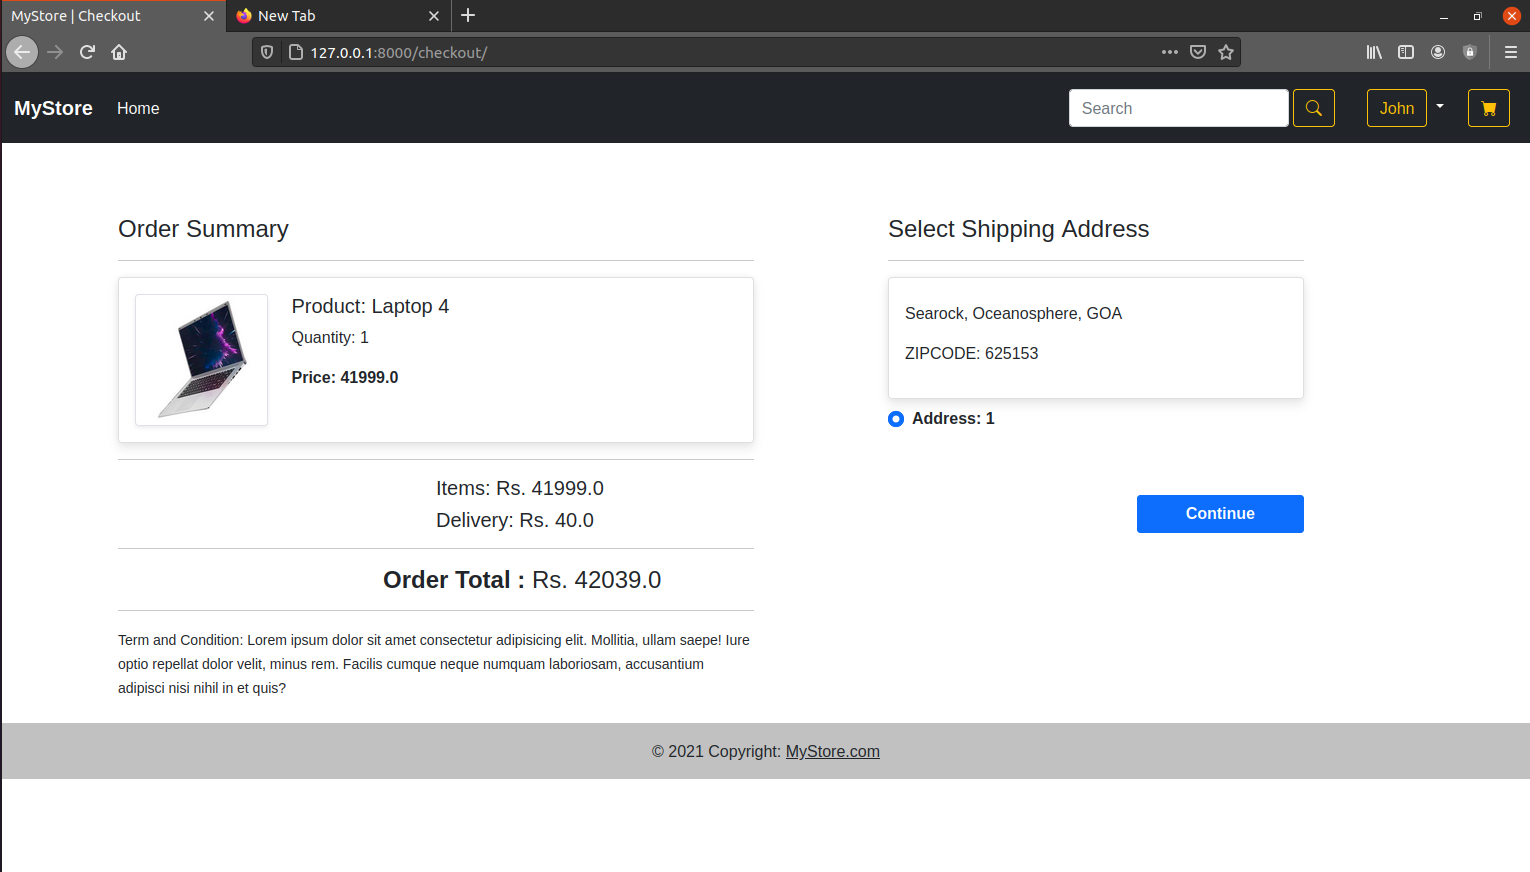 MyStore | Checkout
New Tab
127.0.0.1:8000/checkout/
MyStore
Home
Search
John
Order Summary
Product: Laptop 4
Quantity: 1
Price: 41999.0
Items: Rs. 41999.0
Delivery: Rs. 40.0
Order Total : Rs. 42039.0
Term and Condition: Lorem ipsum dolor sit amet consectetur adipisicing elit. Mollitia, ullam saepe! Iure
optio repellat dolor velit, minus rem. Facilis cumque neque numquam laboriosam, accusantium
adipisci nisi nihil in et quis?
Select Shipping Address
Searock, Oceanosphere, GOA
ZIPCODE: 625153
Address: 1
Continue
© 2021 Copyright: MyStore.com